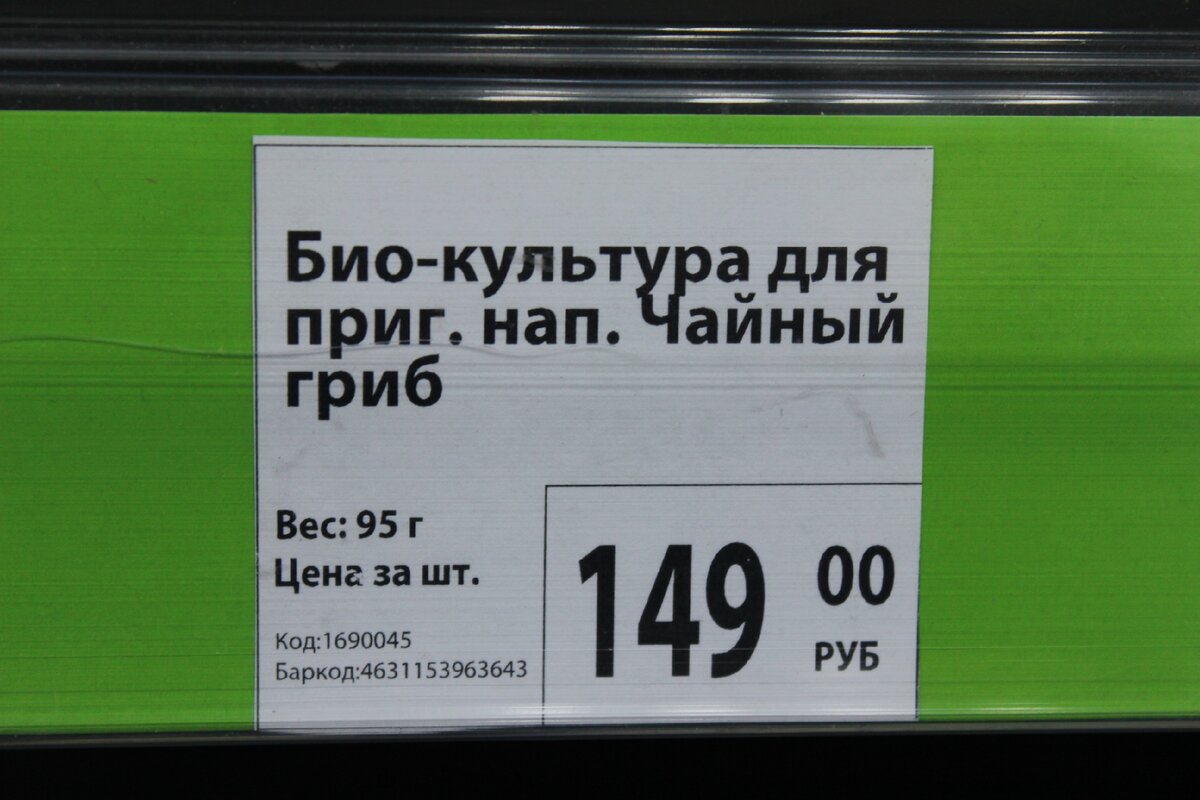 Био-культура для
приг. нап. Чайный
гриб
Вес: 95 г
Цена за шт.
149 00
РУБ
Код:1690045
Баркод:4631153963643